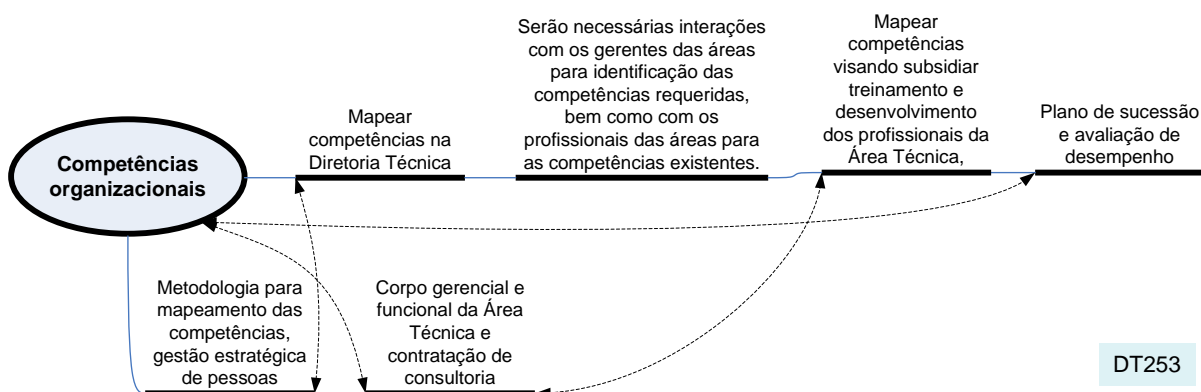 Competências
organizacionais
Mapear
competências na
Diretoria Técnica
Serão necessárias interações
com os gerentes das áreas
para identificação das
competências requeridas,
bem como com os
profissionais das áreas para
as competências existentes.
Mapear
competências
visando subsidiar
treinamento e
desenvolvimento
dos profissionais da
Área Técnica,
Plano de sucessão
e avaliação de
desempenho
Metodologia para
mapeamento das
competências,
gestão estratégica
de pessoas
Corpo gerencial e
funcional da Área
Técnica e
contratação de
consultoria
DT253